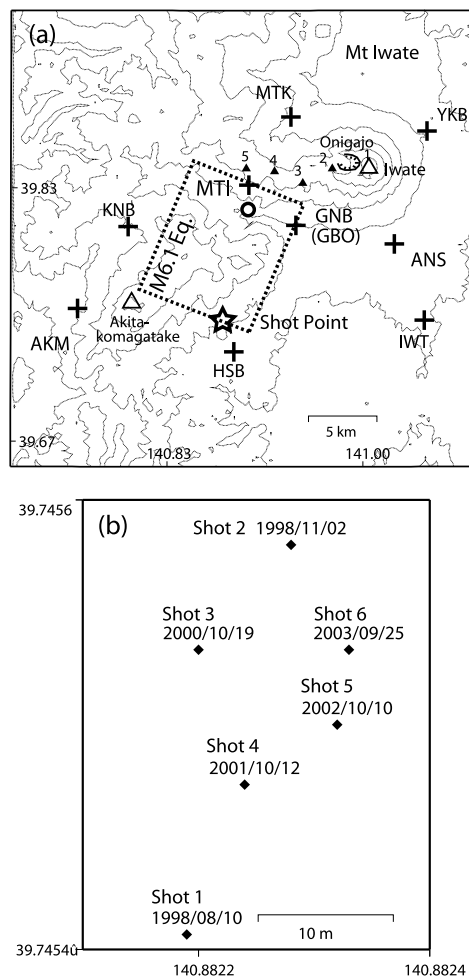 (a)
Mt Iwate
MTK
YKB
Onigajo
5
4
3
2
1
Iwate
39.83
MTI
KNB
GNB
(GBO)
M6.1 Eq.
ANS
Akita-
komagatake
Shot Point
AKM
IWT
HSB
5 km
39.67
140.83
141.00
39.7456
(b)
Shot 2 1998/11/02
Shot 3
2000/10/19
Shot 6
2003/09/25
Shot 5
2002/10/10
Shot 4
2001/10/12
Shot 1
1998/08/10
10 m
39.7454
140.8822
140.8824